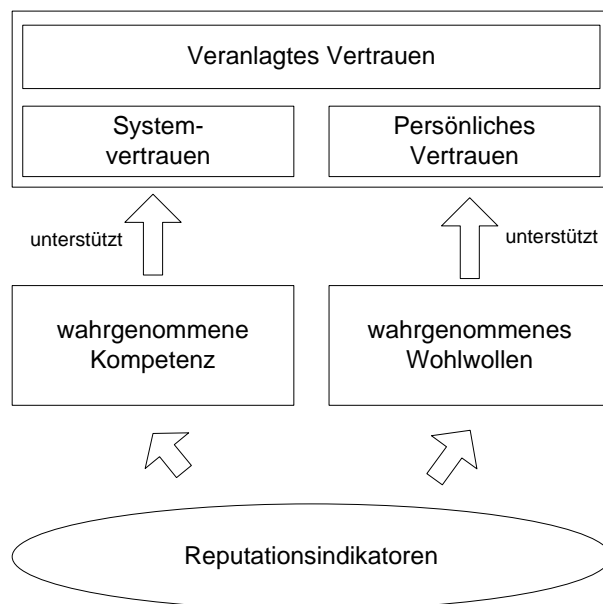 Veranlagtes Vertrauen
System-
vertrauen
Persönliches
Vertrauen
unterstützt
unterstützt
wahrgenommene
Kompetenz
wahrgenommenes
Wohlwollen
Reputationsindikatoren